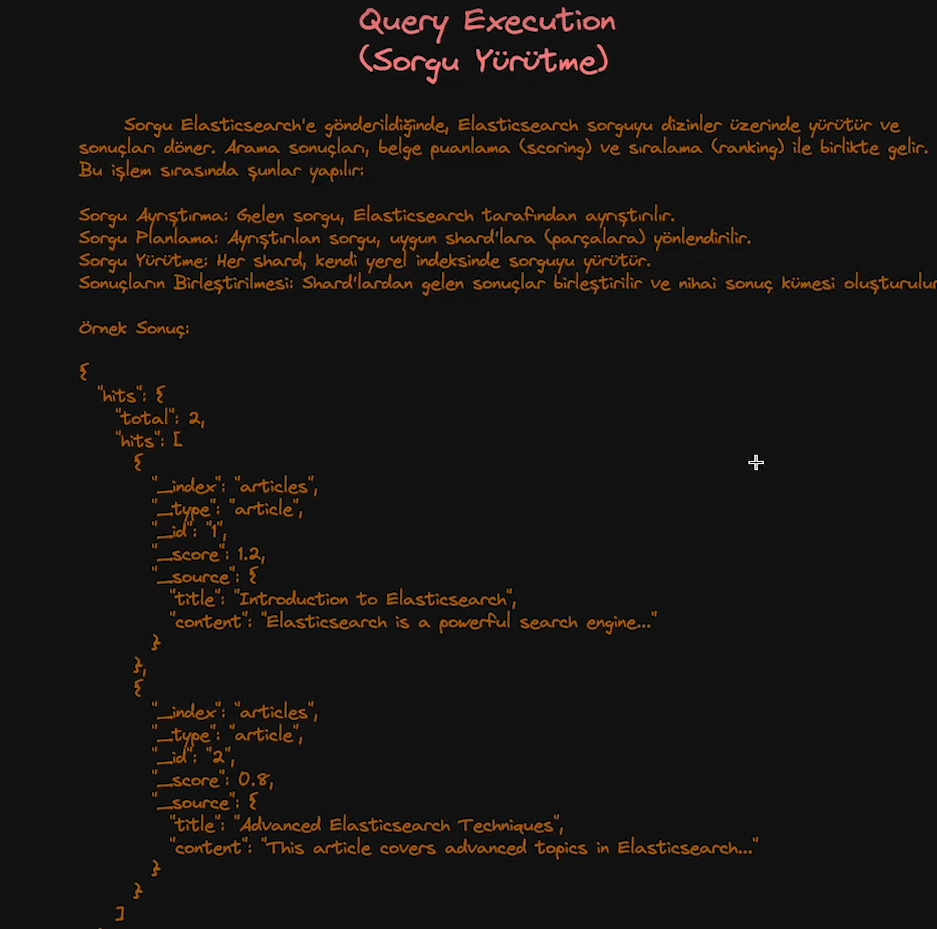 Query Execution
(Sorgu Yürütme)
Sorgu Elasticsearch'e gönderildiğinde, Elasticsearch sorguyu dizinler üzerinde yürütür ve
sonuçları döner. Arama sonuçları, belge puanlama (scoring) ve sıralama (ranking) ile birlikte gelir.
Bu işlem sırasında şunlar yapılır:
Sorgu Ayrıştırma: Gelen sorgu, Elasticsearch tarafından ayrıştırılır.
Sorgu Planlama: Ayrıştırılan sorgu, uygun shard'lara (parçalara) yönlendirilir.
Sorgu Yürütme: Her shard, kendi yerel indeksinde sorguyu yürütür.
Sonuçların Birleştirilmesi: Shard'lardan gelen sonuçlar birleştirilir ve nihai sonuç kümesi oluşturulur
Örnek Sonuç:
{
"hits": {
"total": 2,
"hits": [
{
"_index": "articles",
"_type": "article",
"_id": "1",
"_score": 1.2,
"_source": {
"title": "Introduction to Elasticsearch",
"content": "Elasticsearch is a powerful search engine..."
}
},
{
"_index": "articles",
"_type": "article",
"_id": "2",
"_score": 0.8,
"_source": {
"title": "Advanced Elasticsearch Techniques",
"content": "This article covers advanced topics in Elasticsearch..."
}
}
]